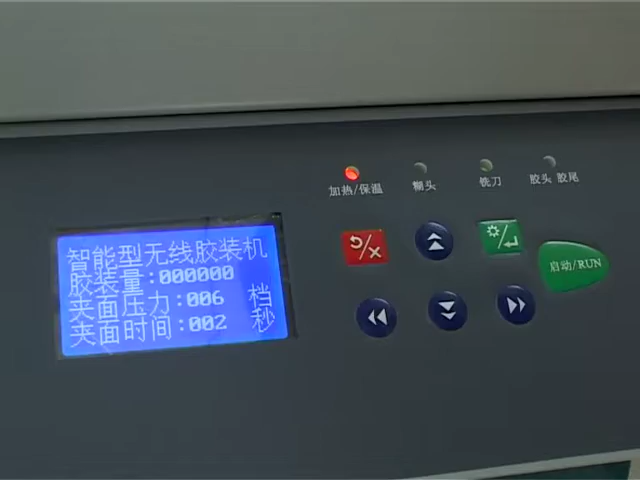 加热/保温
糊头
铣刀
胶头 胶尾
智能型无线胶装机
胶装量:000000
夹面压力:006 档
夹面时间:002 秒
启动/RUN